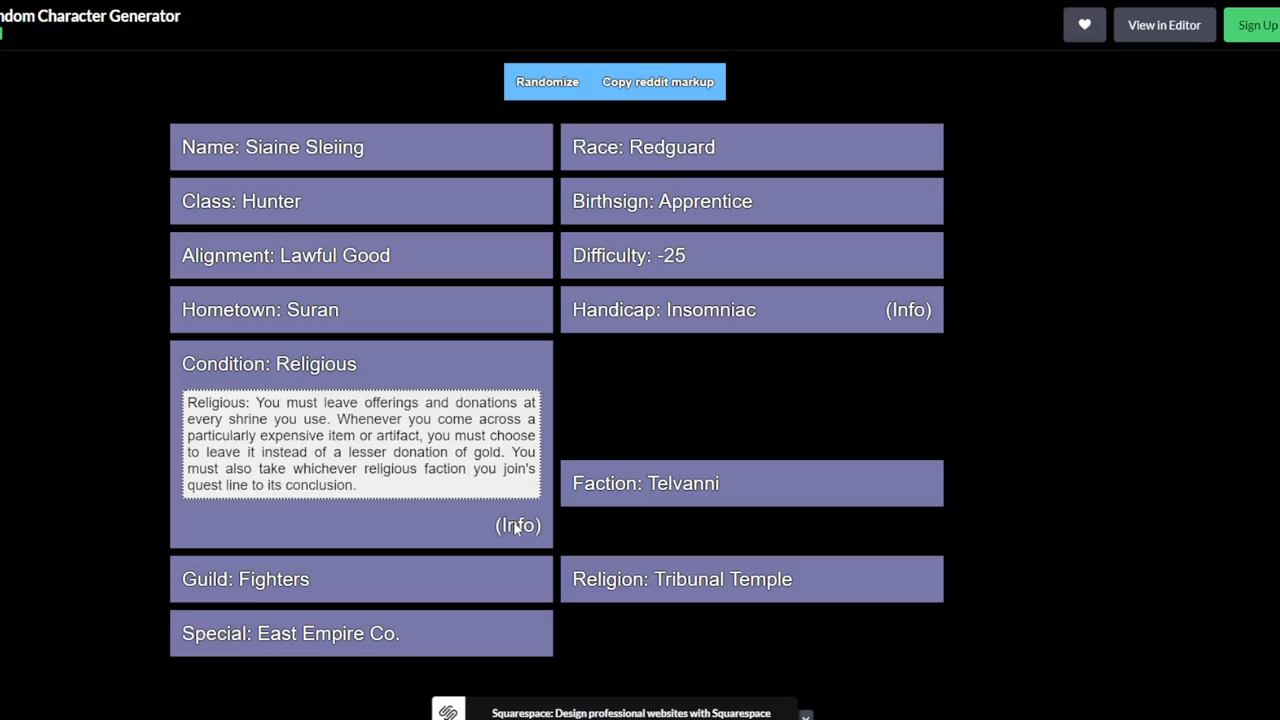 ndom Character Generator
View in Editor
Sign Up
Randomize
Copy reddit markup
Name: Siaine Sleiing
Race: Redguard
Class: Hunter
Birthsign: Apprentice
Alignment: Lawful Good
Difficulty: -25
Hometown: Suran
Handicap: Insomniac
(Info)
Condition: Religious
Religious: You must leave offerings and donations at
every shrine you use. Whenever you come across a
particularly expensive item or artifact, you must choose
to leave it instead of a lesser donation of gold. You
must also take whichever religious faction you join's
quest line to its conclusion.
(Info)
Faction: Telvanni
Guild: Fighters
Religion: Tribunal Temple
Special: East Empire Co.
Squarespace: Design professional websites with Squarespace